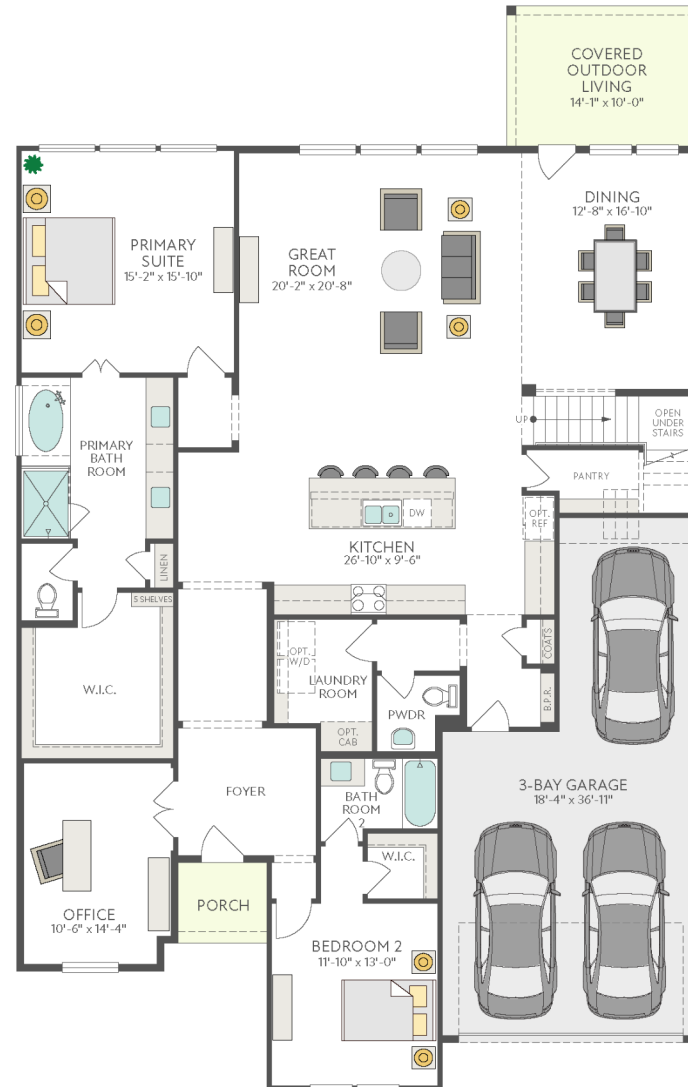 COVERED
OUTDOOR
LIVING
14'-1" x 10'-0"
DINING
12'-8" x 16'-10"
PRIMARY
SUITE
15'-2" x 15'-10"
GREAT
ROOM
20'-2" x 20'-8"
UP
OPEN
UNDER
STAIRS
PRIMARY
BATH
ROOM
PANTRY
DW
OPT.
REF
KITCHEN
26'-10" x 9'-6"
LINEN
5 SHELVES
OPT.
W/D
LAUNDRY
ROOM
COATS
W.I.C.
B.P.R.
PWDR
OPT.
CAB
3-BAY GARAGE
18'-4" x 36'-11"
FOYER
BATH
ROOM
2
W.I.C.
PORCH
OFFICE
10'-6" x 14'-4"
BEDROOM 2
11'-10" x 13'-0"